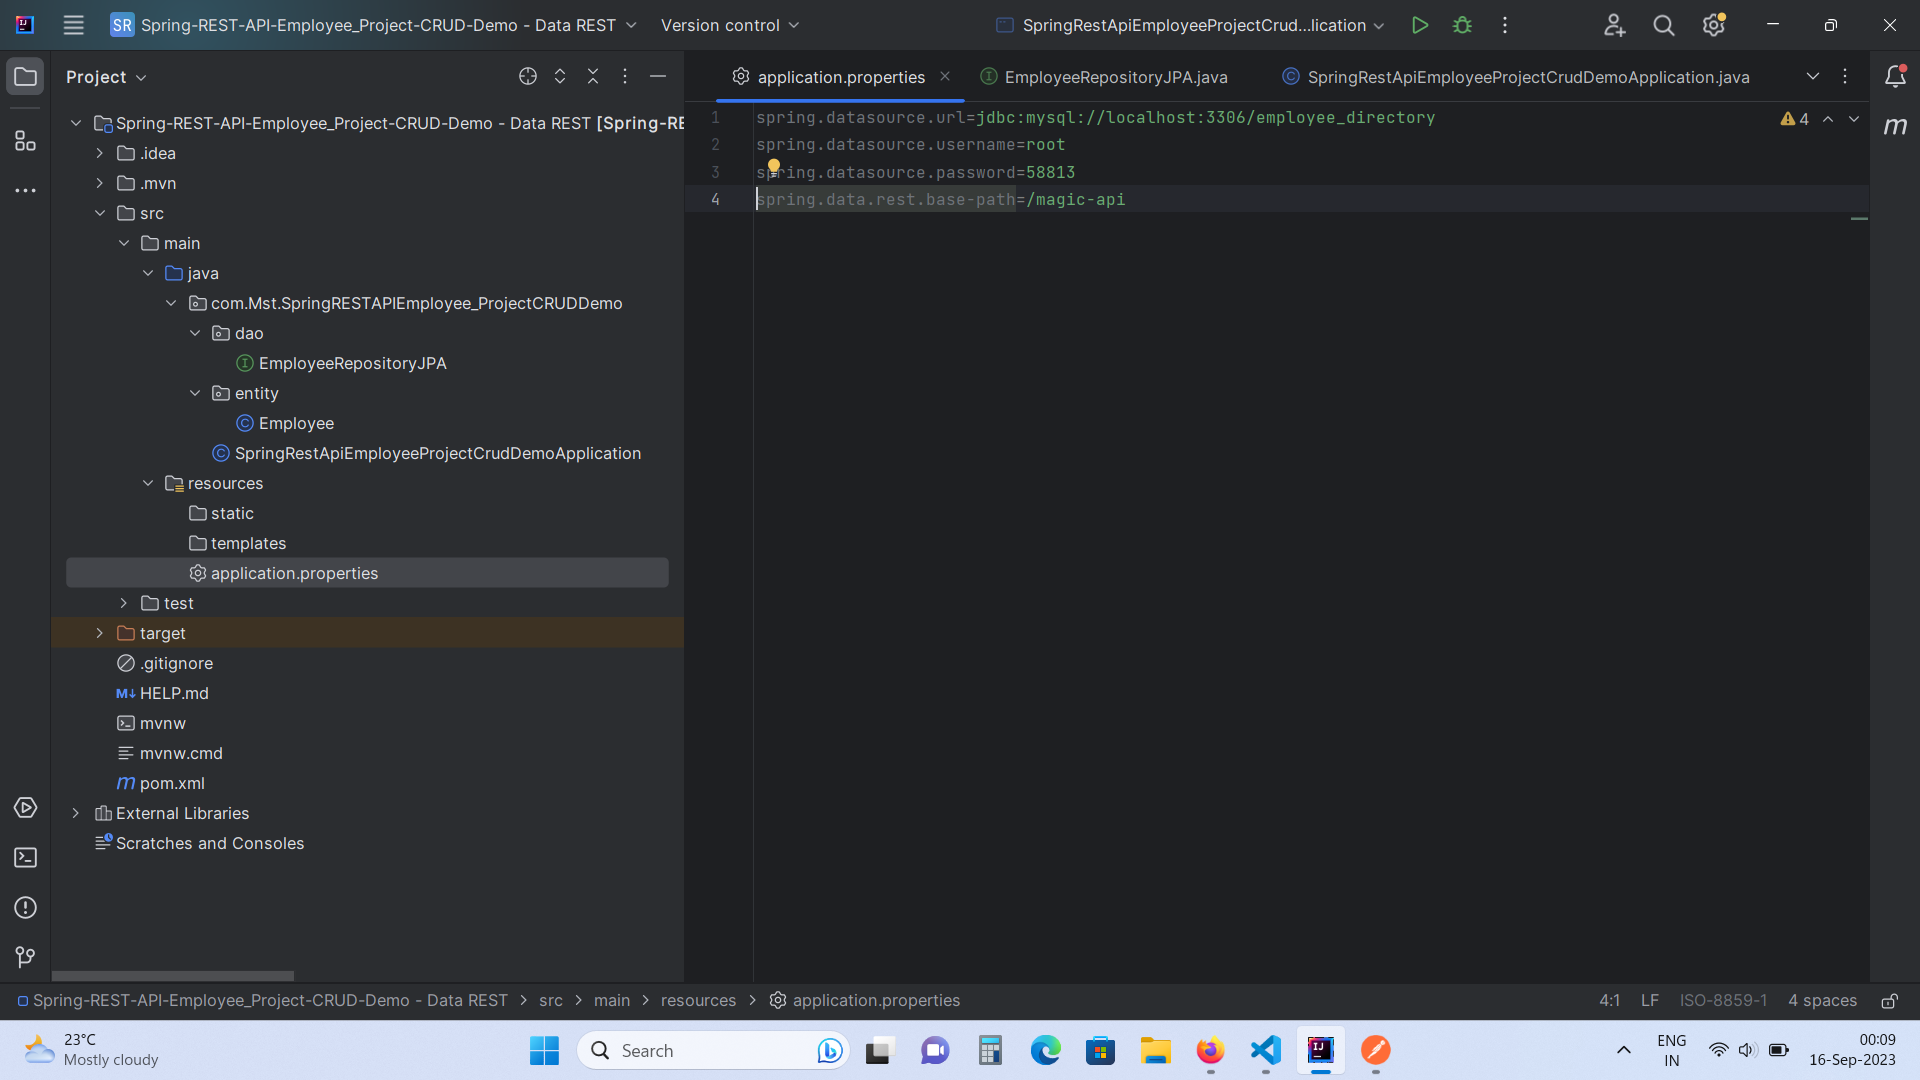 SR Spring-REST-API-Employee_Project-CRUD-Demo - Data REST Version control SpringRestApiEmployeeProjectCrud...lication
Project
application.properties EmployeeRepositoryJPA.java SpringRestApiEmployeeProjectCrudDemoApplication.java
Spring-REST-API-Employee_Project-CRUD-Demo - Data REST [Spring-RE
.idea
.mvn
src
main
java
com.Mst.SpringRESTAPIEmployee_ProjectCRUDDemo
dao
EmployeeRepositoryJPA
entity
Employee
SpringRestApiEmployeeProjectCrudDemoApplication
resources
static
templates
application.properties
test
target
.gitignore
HELP.md
mvnw
mvnw.cmd
pom.xml
External Libraries
Scratches and Consoles
1 spring.datasource.url=jdbc:mysql://localhost:3306/employee_directory
2 spring.datasource.username=root
3 spring.datasource.password=58813
4 spring.data.rest.base-path=/magic-api
4
m
Spring-REST-API-Employee_Project-CRUD-Demo - Data REST > src > main > resources > application.properties 4:1 LF ISO-8859-1 4 spaces
23°C
Mostly cloudy
Search
ENG
IN
00:09
16-Sep-2023